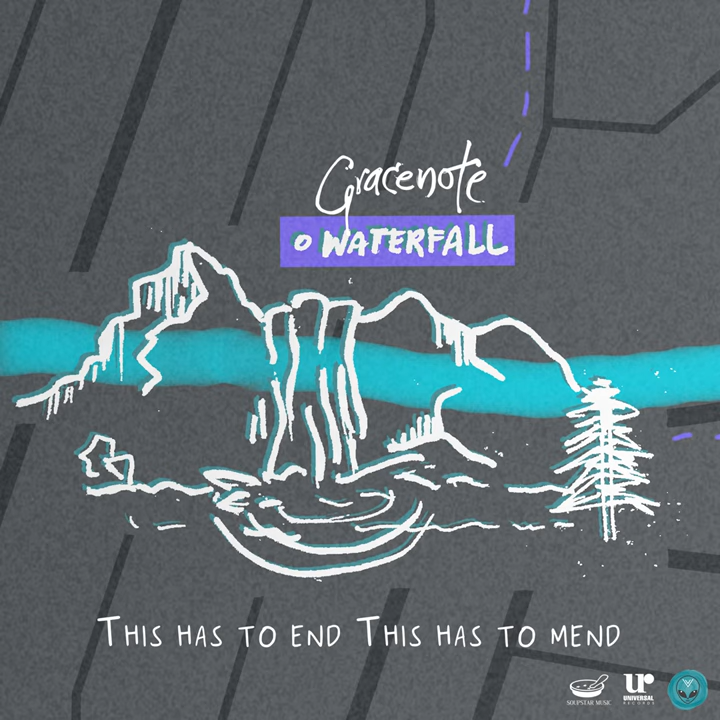 Gracenote
O WATERFALL
THIS HAS TO END THIS HAS TO MEND
SOUPSTAR MUSIC
ur
UNIVERSAL
RECORDS